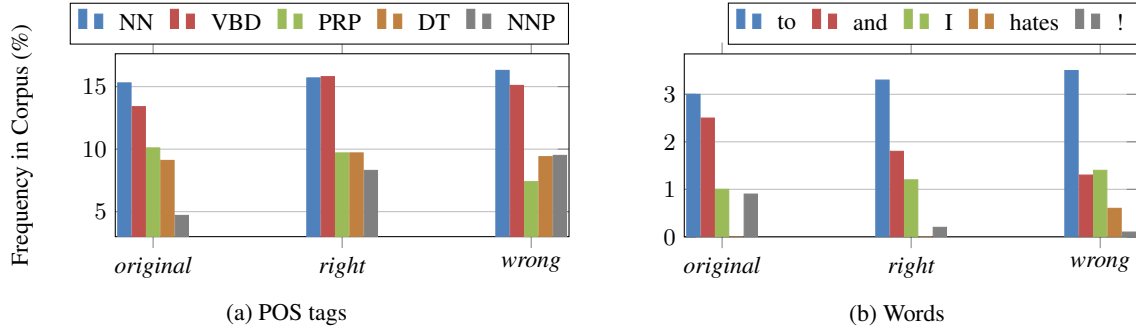 NN VBD PRP DT NNP
Frequency in Corpus (%)
15
10
5
original right wrong
(a) POS tags
to and I hates !
3
2
1
0
original right wrong
(b) Words